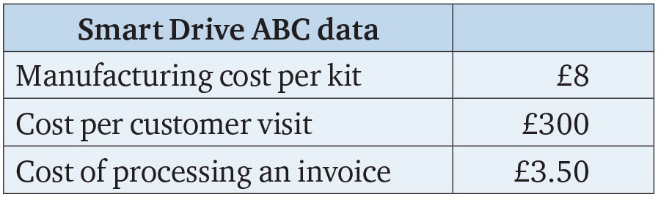 Smart Drive ABC data
Manufacturing cost per kit £8
Cost per customer visit £300
Cost of processing an invoice £3.50